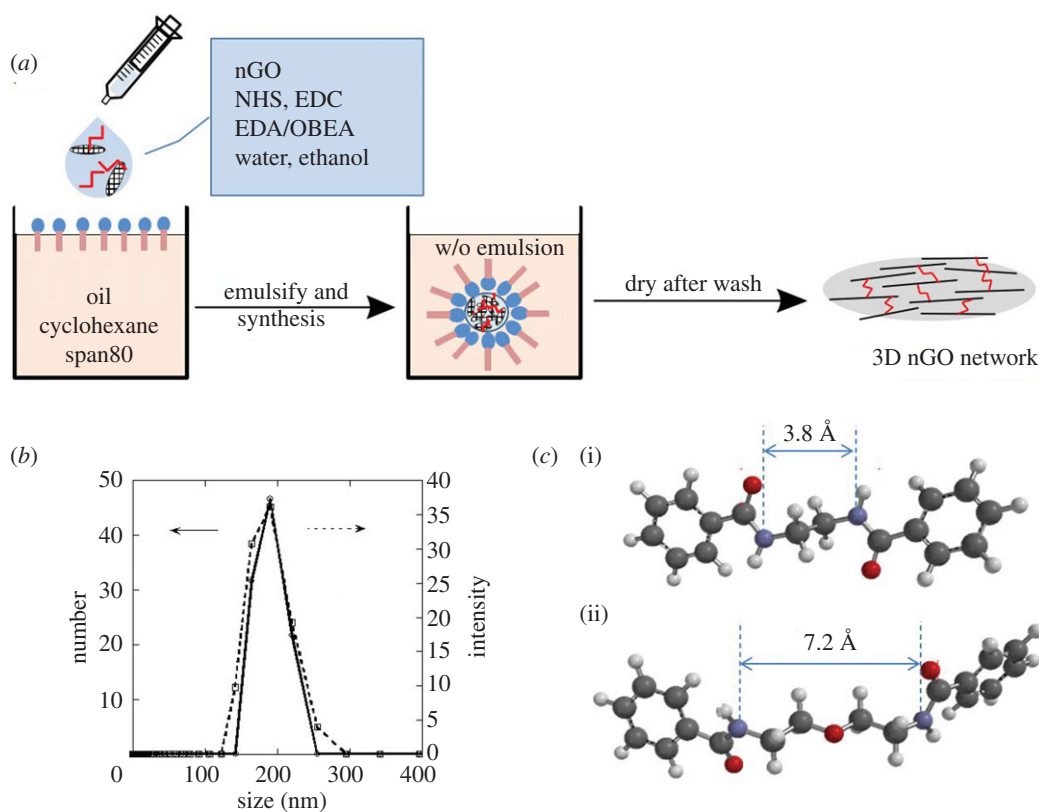 (a)
nGO
NHS, EDC
EDA/OBEA
water, ethanol
oil
cyclohexane
span80
emulsify and
synthesis
w/o emulsion
dry after wash
3D nGO network
(b)
50
40
30
20
10
number
40
35
30
25
20
15
10
5
0
intensity
0
100
200
300
400
size (nm)
(c)
(i)
3.8 Å
(ii)
7.2 Å